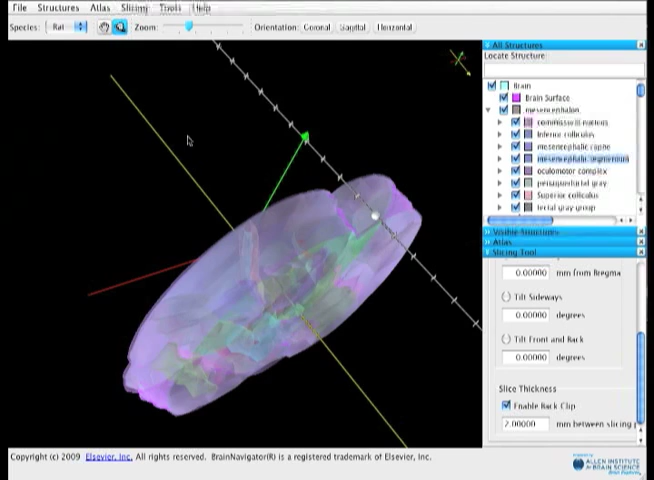 File Structures Atlas Slicing Tools Help
Species: Rat Zoom: Orientation: Coronal Sagittal Horizontal
All Structures
Locate Structure:
Brain
Brain Surface
mesencephalon
commissural nucleus
Inferior colliculus
mesencephalic raphe
mesencephalic tegmentum
oculomotor complex
periaqueductal gray
Superior colliculus
tectal gray group
Visible Structures
Atlas
Slicing Tool
0.00000 mm from Bregma
Tilt Sideways
0.00000 degrees
Tilt Front and Back
0.00000 degrees
Slice Thickness
Enable Back Clip
2.00000 mm between slicing
Copyright (c) 2009 Elsevier, Inc. All rights reserved. BrainNavigator(R) is a registered trademark of Elsevier, Inc.
ALLEN INSTITUTE
for BRAIN SCIENCE